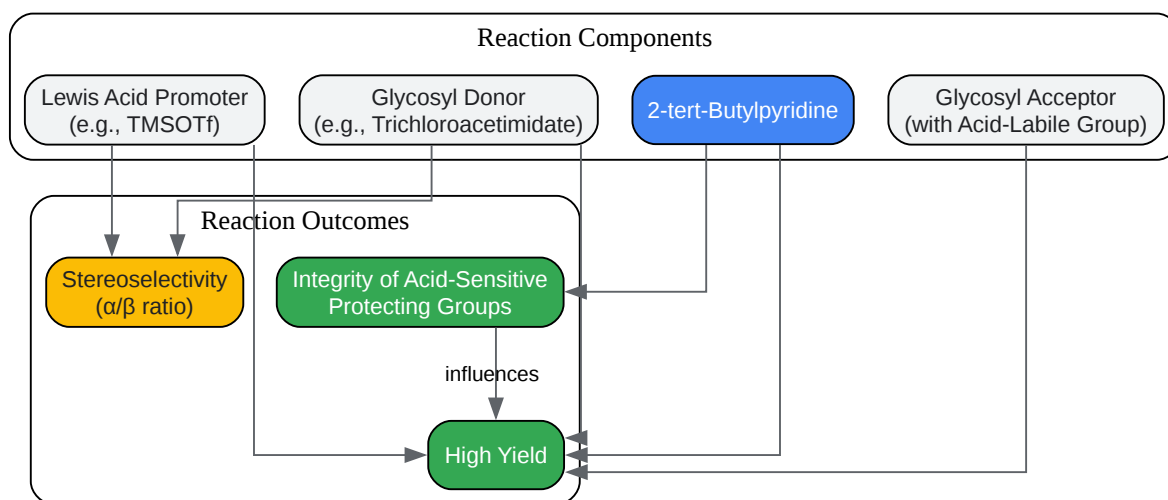 Reaction Components
Lewis Acid Promoter
(e.g., TMSOTf)
Glycosyl Donor
(e.g., Trichloroacetimidate)
2-tert-Butylpyridine
Glycosyl Acceptor
(with Acid-Labile Group)
Reaction Outcomes
Stereoselectivity
(α/β ratio)
Integrity of Acid-Sensitive
Protecting Groups
influences
High Yield